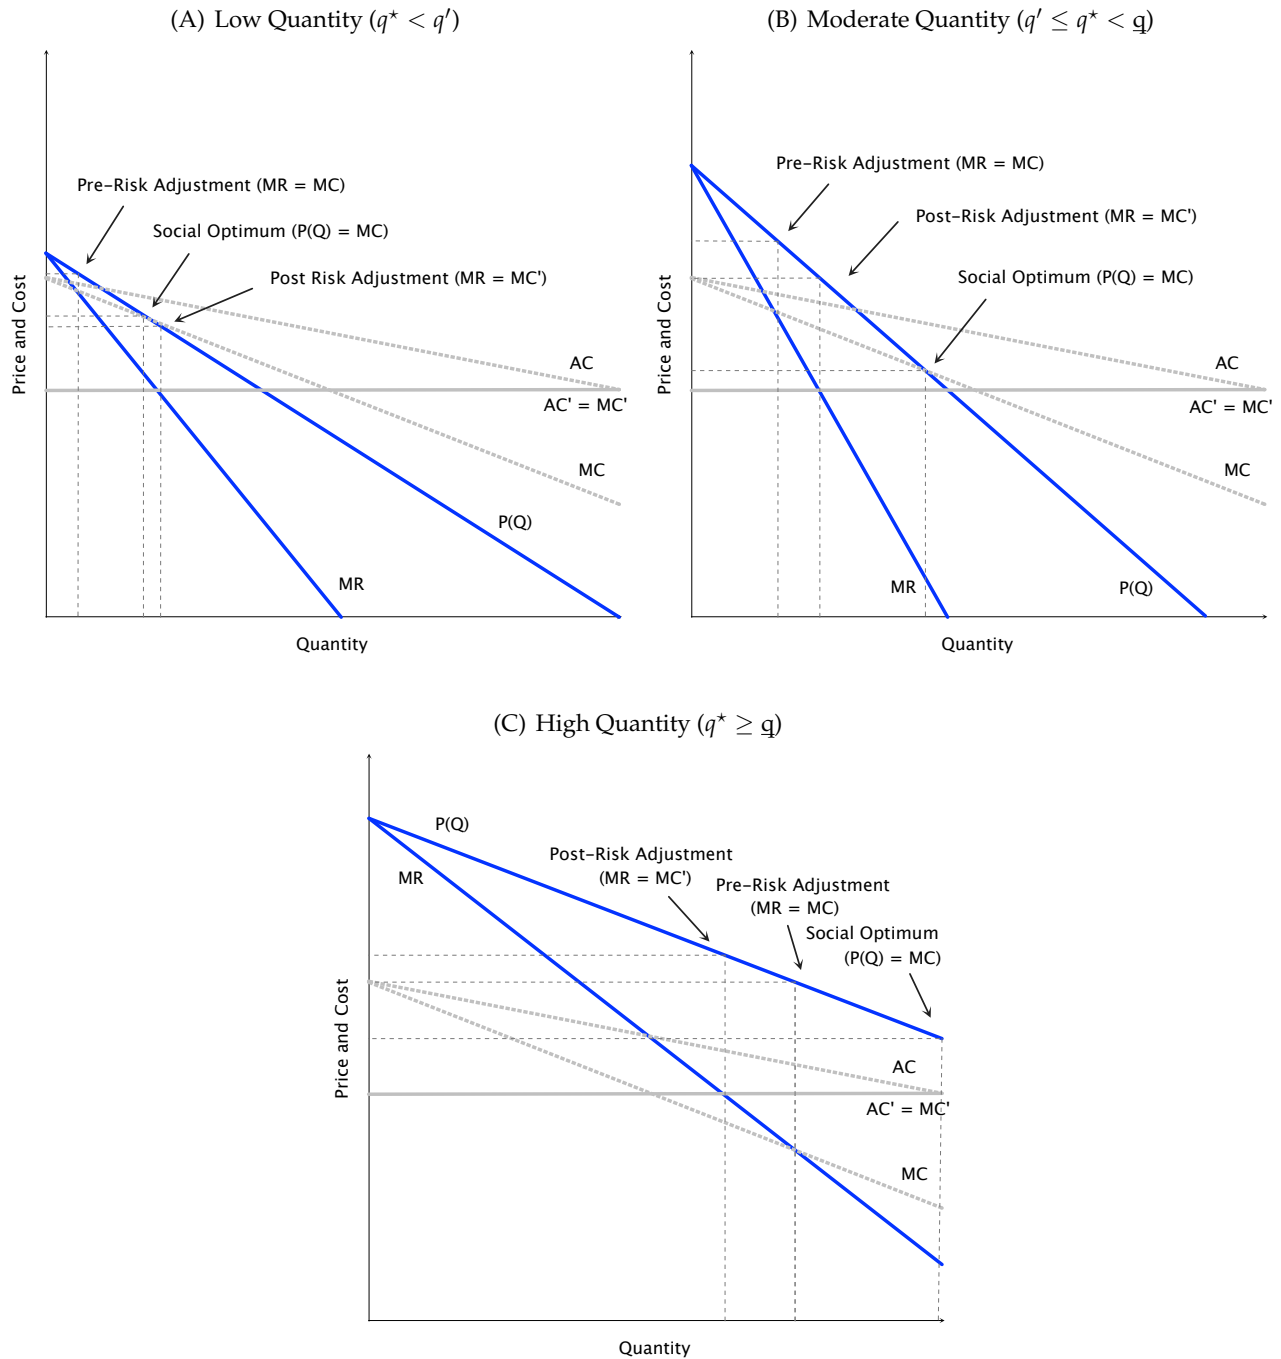 (A) Low Quantity (q⋆ < q′)
Pre−Risk Adjustment (MR = MC)
Social Optimum (P(Q) = MC)
Post Risk Adjustment (MR = MC')
Price and Cost
AC
AC' = MC'
MC
P(Q)
MR
Quantity
(B) Moderate Quantity (q′ ≤ q⋆ < q̲)
Pre−Risk Adjustment (MR = MC)
Post−Risk Adjustment (MR = MC')
Social Optimum (P(Q) = MC)
Price and Cost
AC
AC' = MC'
MC
MR
P(Q)
Quantity
(C) High Quantity (q⋆ ≥ q̲)
P(Q)
MR
Post−Risk Adjustment
(MR = MC')
Pre−Risk Adjustment
(MR = MC)
Social Optimum
(P(Q) = MC)
Price and Cost
AC
AC' = MC'
MC
Quantity